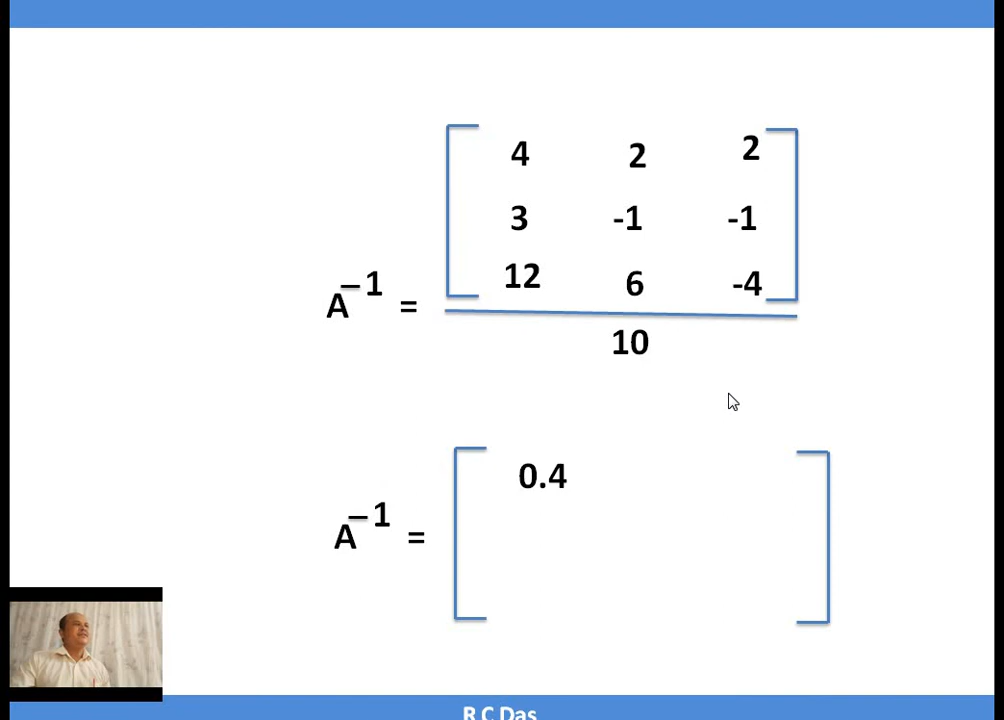 4 2 2
3 -1 -1
12 6 -4
A−1 =
10
0.4
A−1 =
R C Das